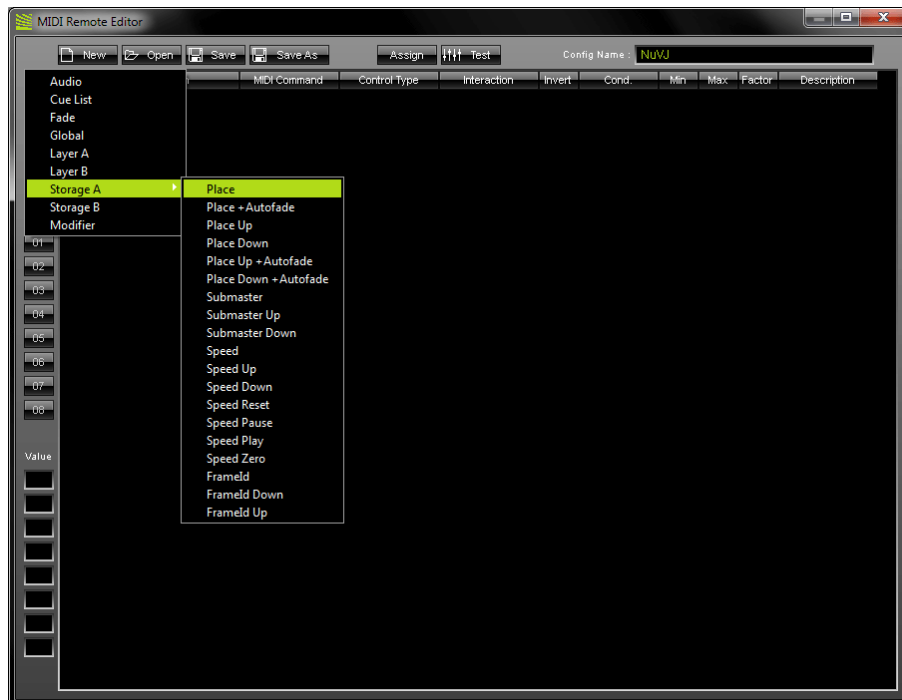 MIDI Remote Editor
New Open Save Save As Assign Test Config Name : NuVJ
MIDI Command Control Type Interaction Invert Cond. Min Max Factor Description
Audio
Cue List
Fade
Global
Layer A
Layer B
Storage A
Storage B
Modifier
Place
Place +Autofade
Place Up
Place Down
Place Up +Autofade
Place Down +Autofade
Submaster
Submaster Up
Submaster Down
Speed
Speed Up
Speed Down
Speed Reset
Speed Pause
Speed Play
Speed Zero
FrameId
FrameId Down
FrameId Up
01
02
03
04
05
06
07
08
Value